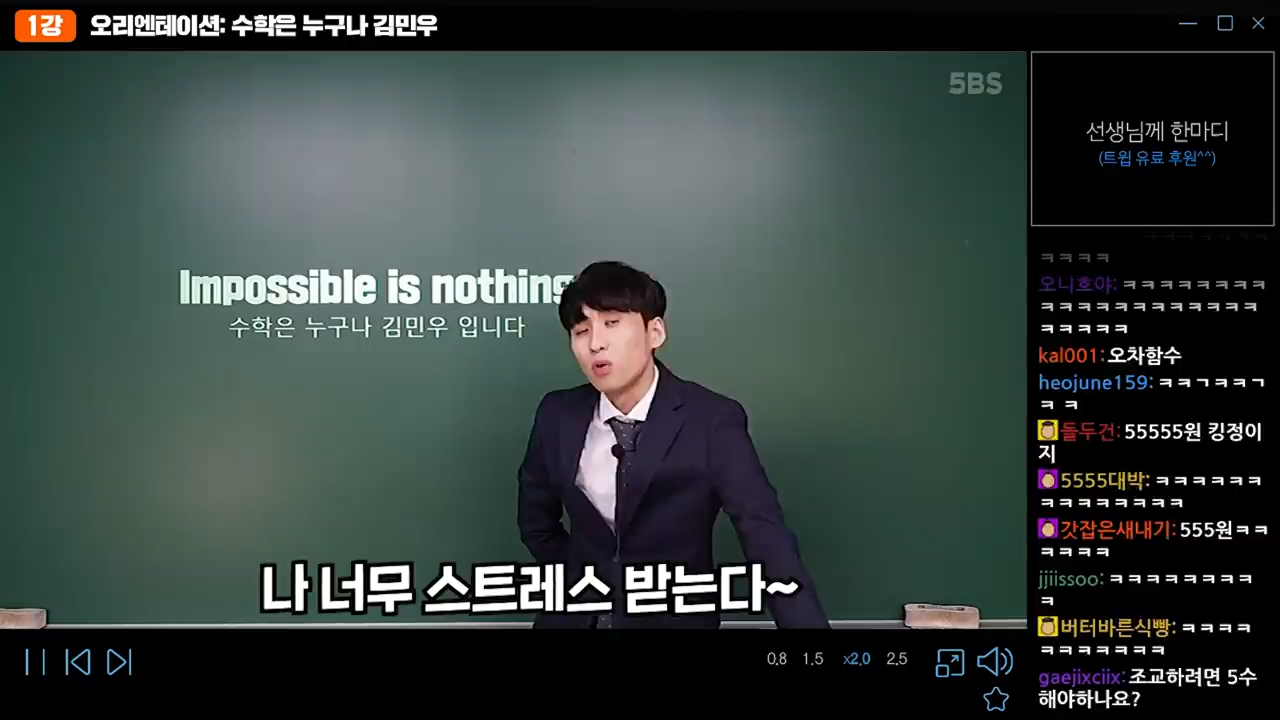 1강 오리엔테이션: 수학은 누구나 김민우
5BS
Impossible is nothing
수학은 누구나 김민우 입니다
나 너무 스트레스 받는다~
0.8 1.5 x2.0 2.5
선생님께 한마디
(트윕 유료 후원^^)
ㅋㅋㅋㅋ
오니호야: ㅋㅋㅋㅋㅋㅋㅋㅋ
ㅋㅋㅋㅋㅋㅋㅋㅋㅋㅋㅋㅋ
ㅋㅋㅋㅋㅋ
kal001: 오차함수
heojune159: ㅋㅋㄱㅋㅋㄱ
ㅋ ㅋ
돌두건: 55555원 킹정이
지
5555대박: ㅋㅋㅋㅋㅋㅋ
ㅋㅋㅋㅋㅋㅋㅋㅋ
갓잡은새내기: 555원ㅋㅋ
ㅋㅋㅋㅋ
jjiissoo: ㅋㅋㅋㅋㅋㅋㅋㅋ
ㅋ
버터바른식빵: ㅋㅋㅋㅋ
ㅋㅋㅋㅋㅋㅋㅋ
gaejixciix: 조교하려면 5수
해야하나요?